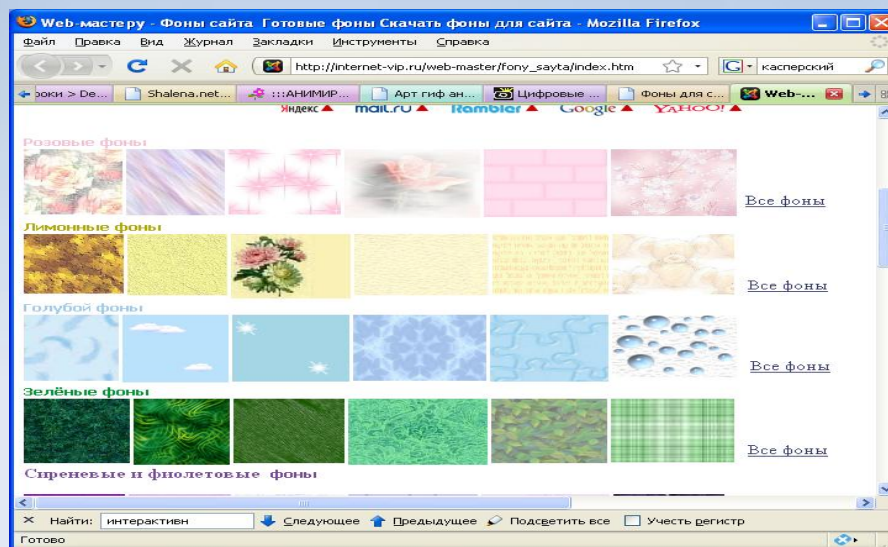 Web-мастеру - Фоны сайта Готовые фоны Скачать фоны для сайта - Mozilla Firefox
Файл Правка Вид Журнал Закладки Инструменты Справка
http://internet-vip.ru/web-master/fony_sayta/index.htm G касперский
роки > De... Shalena.net... :::АНИМИР... Арт гиф ан... Цифровые ... Фоны для с... Web-...
Яндекс mail.ru Rambler Google YAHOO!
Розовые фоны
Все фоны
Лимонные фоны
Все фоны
Голубой фоны
Все фоны
Зелёные фоны
Все фоны
Сиреневые и фиолетовые фоны
Найти: интерактивн Следующее Предыдущее Подсветить все Учесть регистр
Готово